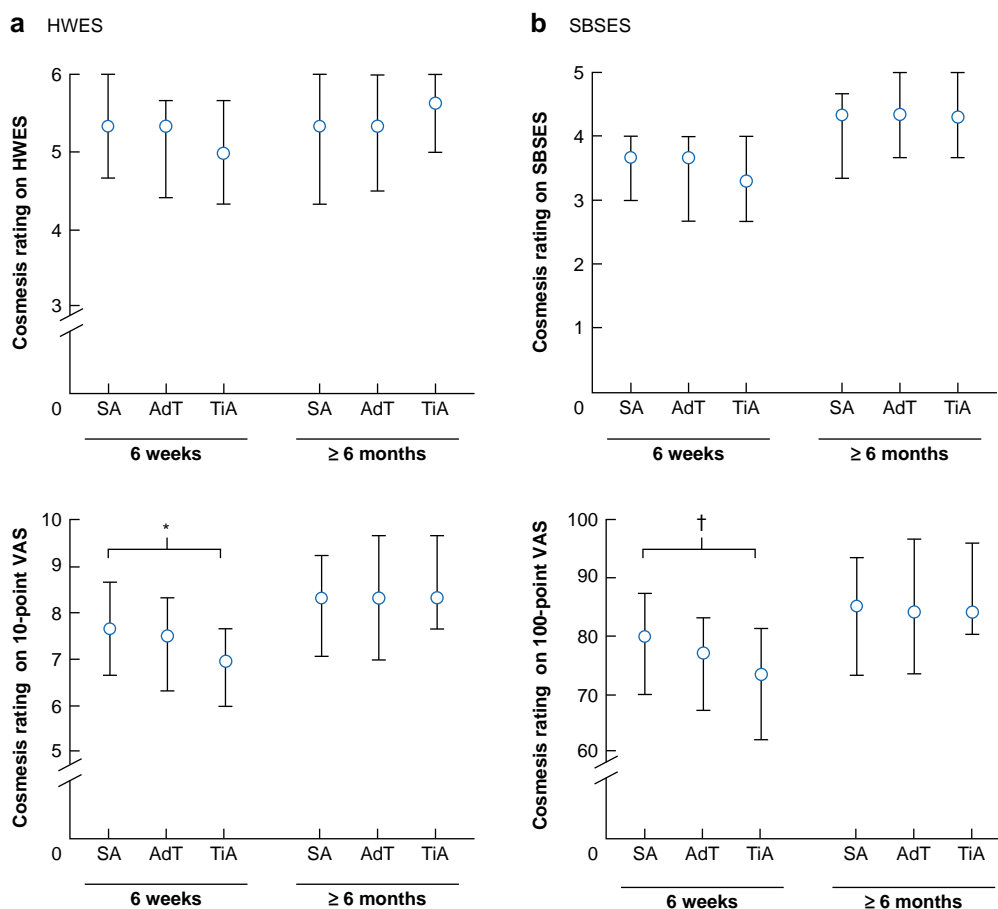 a HWES
Cosmesis rating on HWES
6
5
4
3
0
SA AdT TiA SA AdT TiA
6 weeks ≥ 6 months
b SBSES
Cosmesis rating on SBSES
5
4
3
2
1
0
SA AdT TiA SA AdT TiA
6 weeks ≥ 6 months
Cosmesis rating on 10-point VAS
10
9
8
7
6
5
0
*
SA AdT TiA SA AdT TiA
6 weeks ≥ 6 months
Cosmesis rating on 100-point VAS
100
90
80
70
60
0
†
SA AdT TiA SA AdT TiA
6 weeks ≥ 6 months